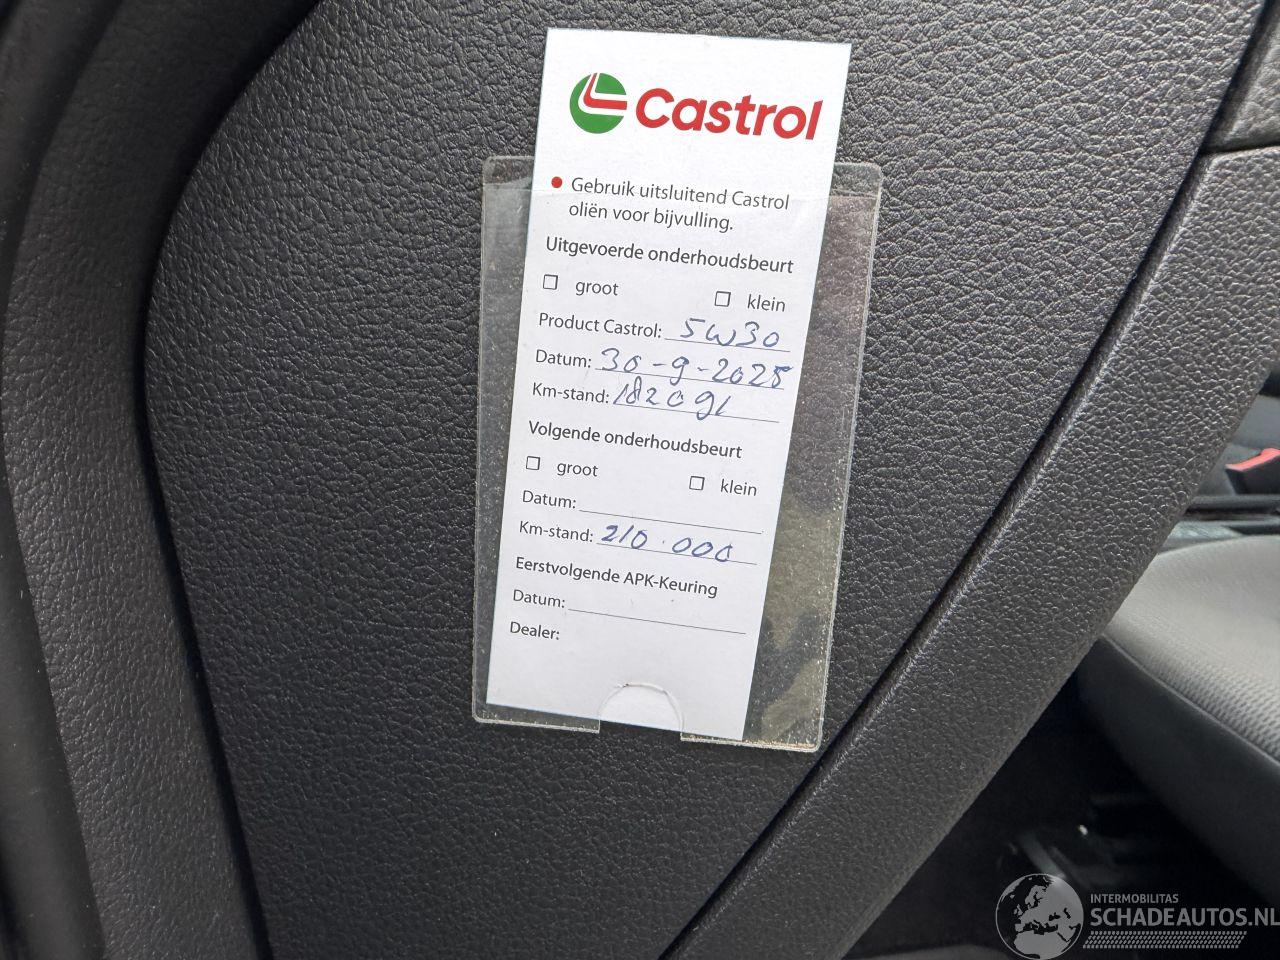 Castrol
Gebruik uitsluitend Castrol
oliën voor bijvulling.
Uitgevoerde onderhoudsbeurt
groot klein
Product Castrol: 5W30
Datum: 30-9-2025
Km-stand: 182091
Volgende onderhoudsbeurt
groot klein
Datum:
Km-stand: 210.000
Eerstvolgende APK-Keuring
Datum:
Dealer:
INTERMOBILITAS
SCHADEAUTOS.NL